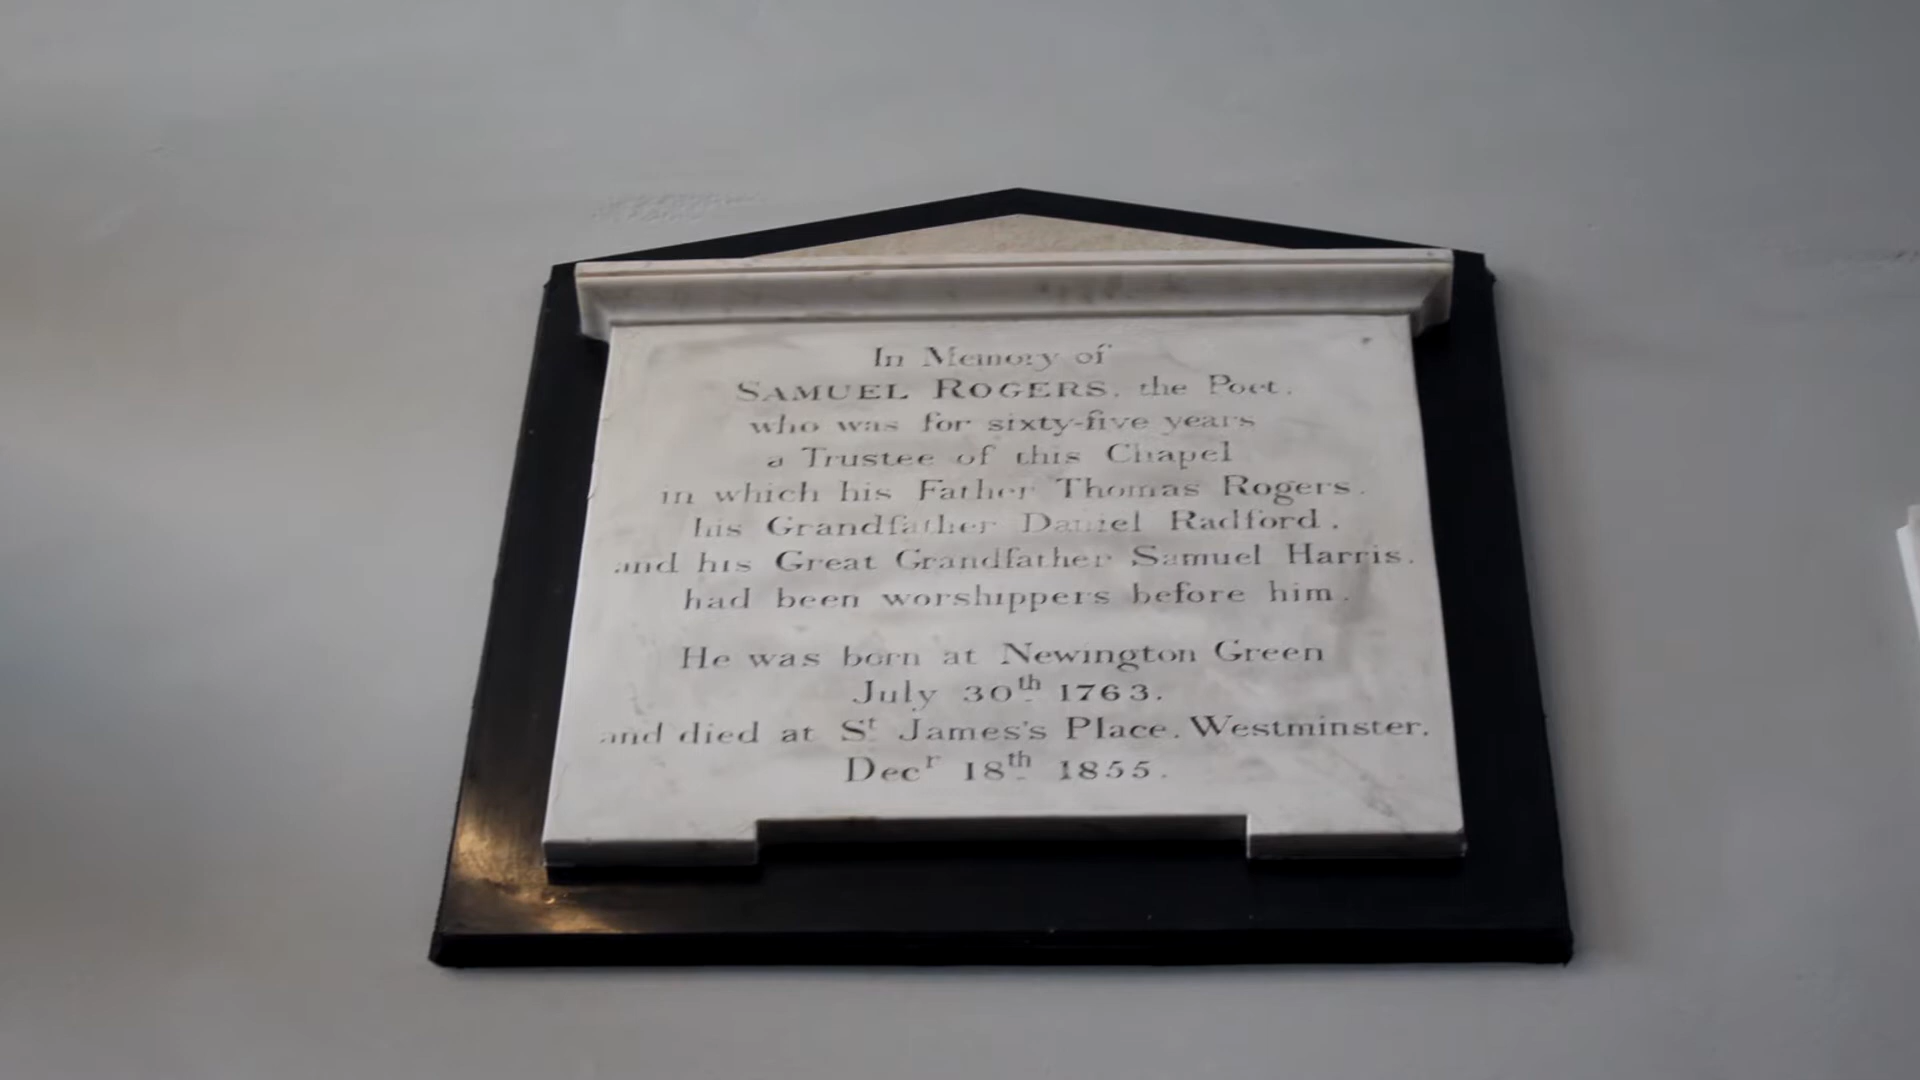 In Memory of
SAMUEL ROGERS, the Poet,
who was for sixty-five years
a Trustee of this Chapel
in which his Father Thomas Rogers,
his Grandfather Daniel Radford,
and his Great Grandfather Samuel Harris,
had been worshippers before him.
He was born at Newington Green
July 30th 1763.
and died at St James's Place, Westminster,
Decr 18th 1855.